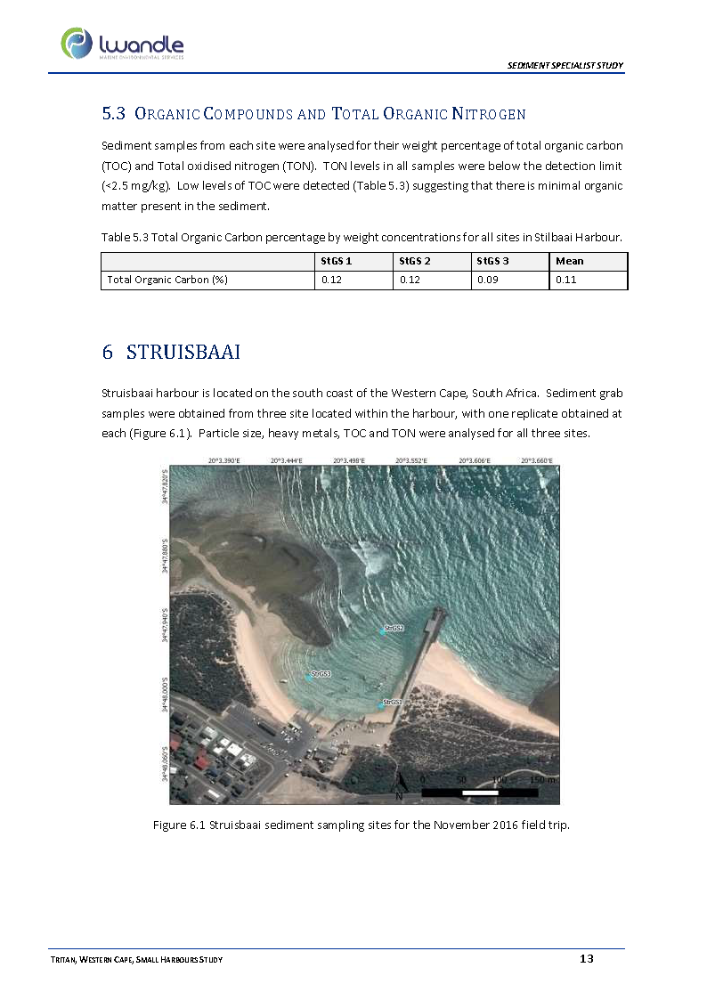 lwandle
MARINE ENVIRONMENTAL SERVICES
SEDIMENT SPECIALIST STUDY
5.3 ORGANIC COMPOUNDS AND TOTAL ORGANIC NITROGEN
Sediment samples from each site were analysed for their weight percentage of total organic carbon
(TOC) and Total oxidised nitrogen (TON). TON levels in all samples were below the detection limit
(<2.5 mg/kg). Low levels of TOC were detected (Table 5.3) suggesting that there is minimal organic
matter present in the sediment.
Table 5.3 Total Organic Carbon percentage by weight concentrations for all sites in Stilbaai Harbour.
StGS 1 StGS 2 StGS 3 Mean
Total Organic Carbon (%) 0.12 0.12 0.09 0.11
6 STRUISBAAI
Struisbaai harbour is located on the south coast of the Western Cape, South Africa. Sediment grab
samples were obtained from three site located within the harbour, with one replicate obtained at
each (Figure 6.1). Particle size, heavy metals, TOC and TON were analysed for all three sites.
20°3.390'E 20°3.444'E 20°3.498'E 20°3.552'E 20°3.606'E 20°3.660'E
34°47.820'S
34°47.880'S
34°47.940'S
34°48.000'S
34°48.060'S
StrGS2
StrGS3
StrGS1
0 50 100 150 m
N
Figure 6.1 Struisbaai sediment sampling sites for the November 2016 field trip.
TRITAN, WESTERN CAPE, SMALL HARBOURS STUDY 13